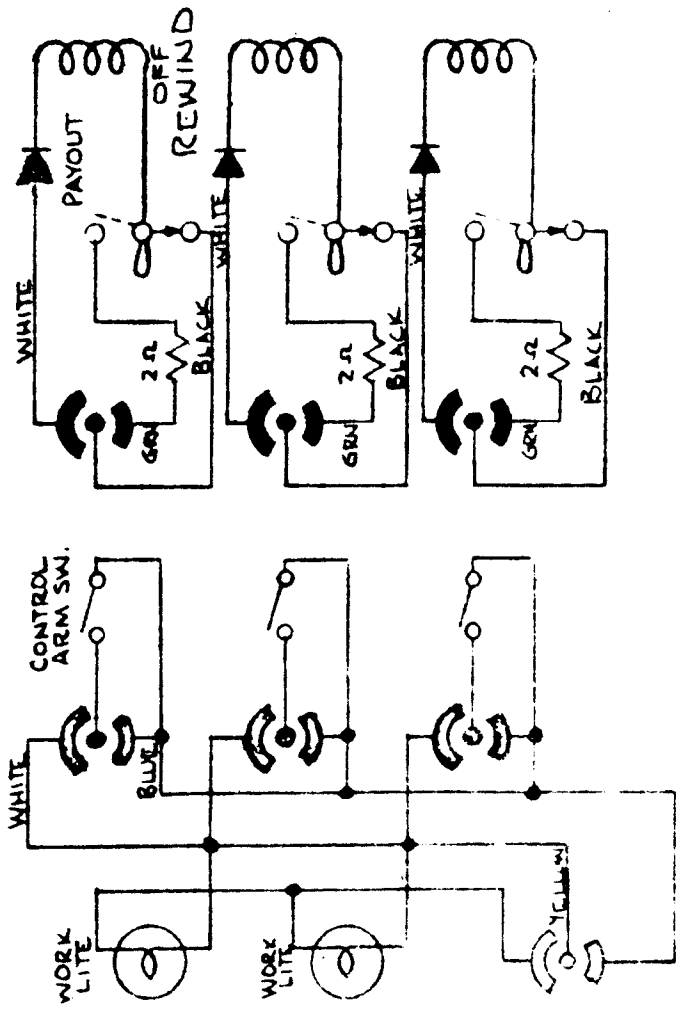 WHITE
PAYOUT
OFF
REWIND
2 Ω
BLACK
GRN
WHITE
2 Ω
BLACK
GRN
WHITE
2 Ω
BLACK
GRN
CONTROL
ARM SW.
WHITE
BLUE
YELLOW
WORK
LITE
WORK
LITE